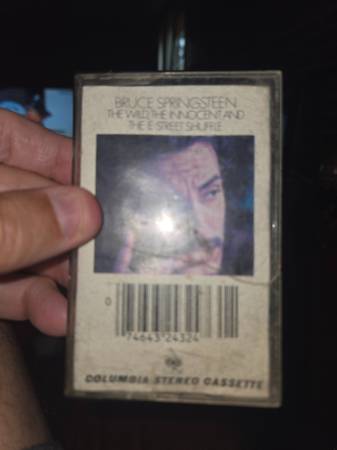 BRUCE SPRINGSTEEN
THE WILD, THE INNOCENT AND
THE E STREET SHUFFLE
0
74643 24324
COLUMBIA STEREO CASSETTE